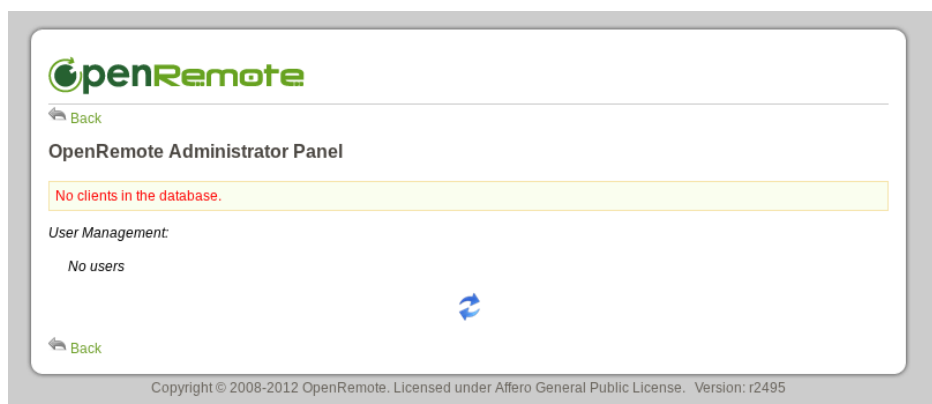 OpenRemote
Back
OpenRemote Administrator Panel
No clients in the database.
User Management:
No users
Back
Copyright © 2008-2012 OpenRemote. Licensed under Affero General Public License. Version: r2495